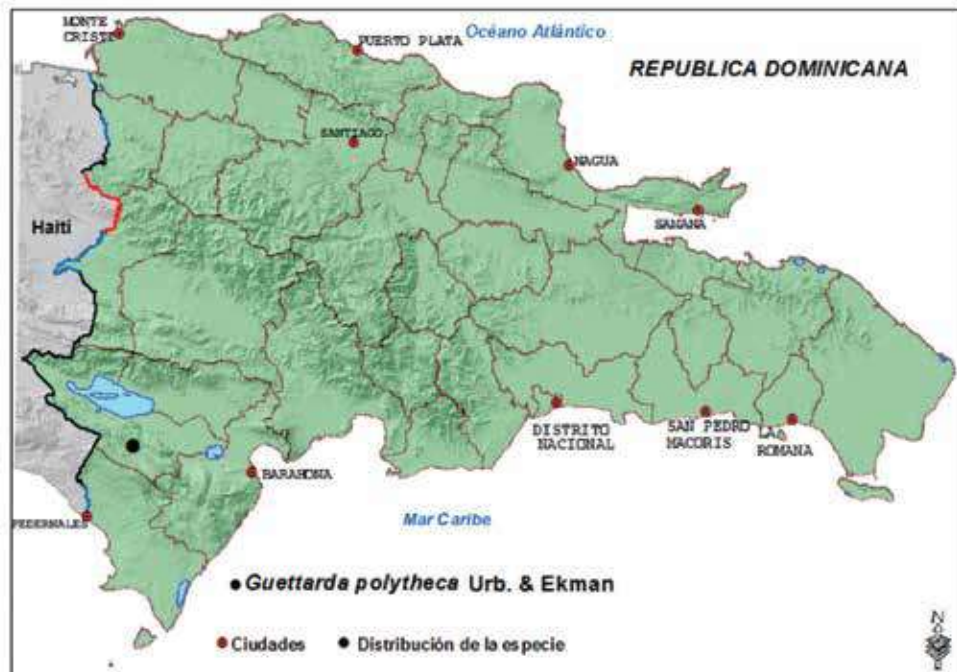 MONTE
CRISTI
Océano Atlántico
PUERTO PLATA
REPUBLICA DOMINICANA
SANTIAGO
NAGUA
SAMANA
Haití
DISTRITO
NACIONAL
SAN PEDRO
MACORIS
LA
ROMANA
BARAHONA
PEDERNALES
Mar Caribe
Guettarda polytheca Urb. & Ekman
Ciudades
Distribución de la especie
N